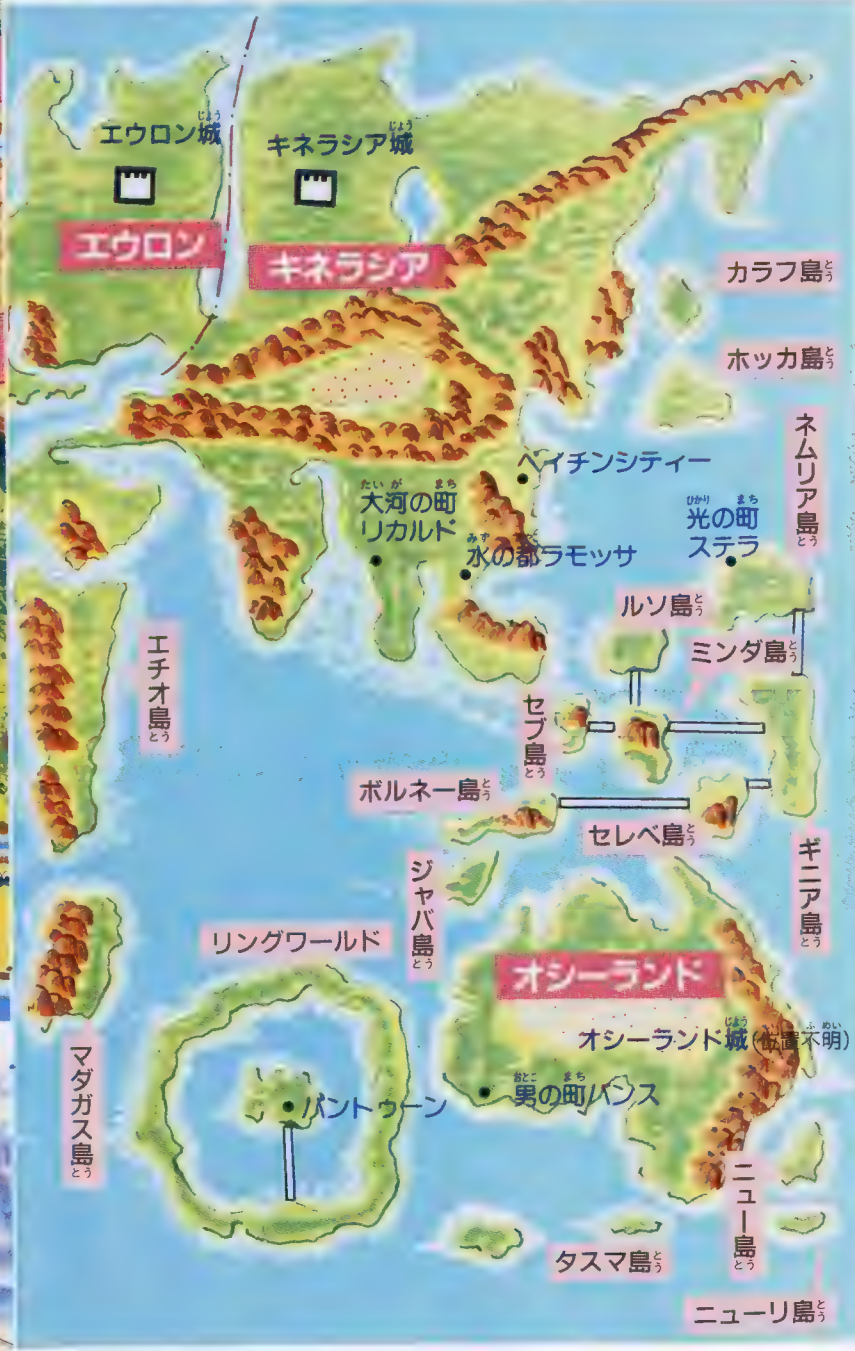 エウロン城
キネラシア城
エウロン
キネラシア
カラフ島
ホッカ島
ネムリア島
ペイチンシティー
大河の町
リカルド
光の町
ステラ
水の都ラモッサ
ルソ島
ミンダ島
エチオ島
セブ島
ボルネー島
セレベ島
ギニア島
ジャバ島
リングワールド
オシーランド
オシーランド城(位置不明)
マダガス島
パントゥーン
男の町バンス
ニュー島
タスマ島
ニューリ島